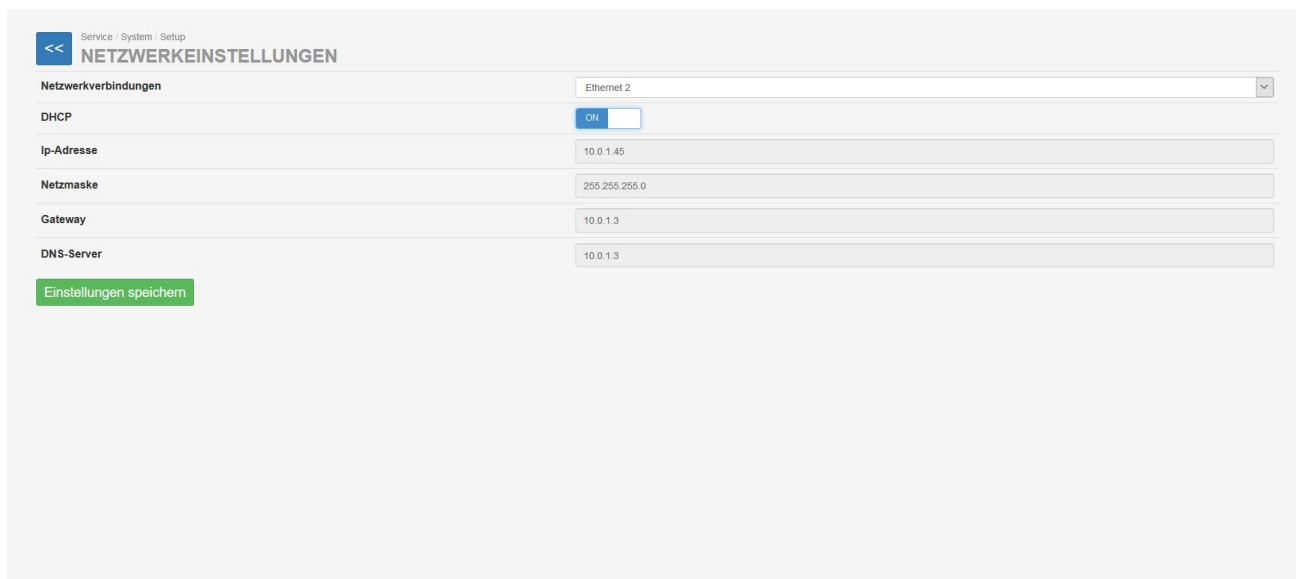 <<
Service / System / Setup
NETZWERKEINSTELLUNGEN
Netzwerkverbindungen
Ethernet 2
DHCP
ON
Ip-Adresse
10.0.1.45
Netzmaske
255.255.255.0
Gateway
10.0.1.3
DNS-Server
10.0.1.3
Einstellungen speichern